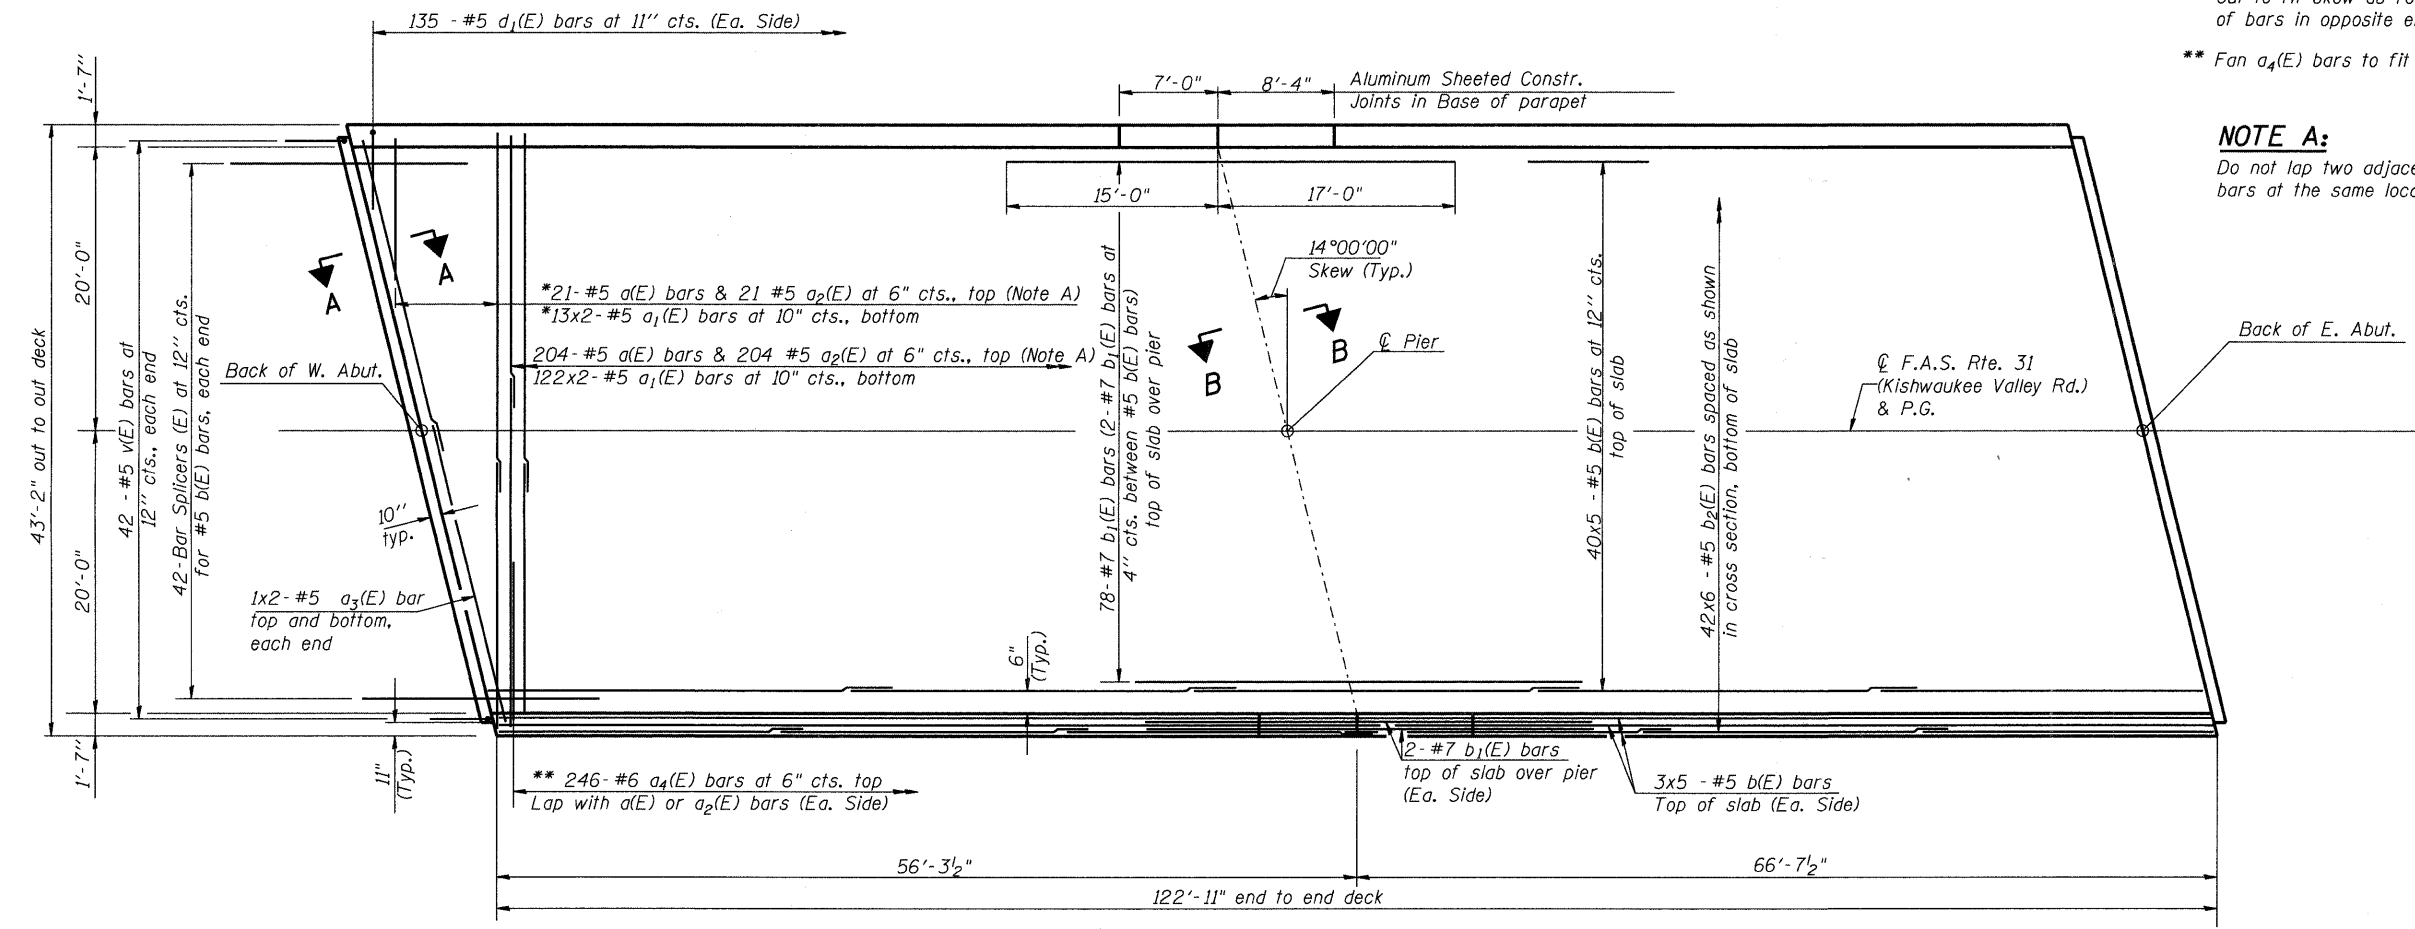 135 - #5 d₁(E) bars at 11" cts. (Ea. Side)
of bars in opposite e
** Fan a₄(E) bars to fit
NOTE A:
Do not lap two adjace
bars at the same loca
7'-0"
8'-4"
Aluminum Sheeted Constr.
Joints in Base of parapet
1'-7"
20'-0"
20'-0"
1'-7"
43'-2" out to out deck
42 - #5 v(E) bars at
12" cts., each end
42-Bar Splicers (E) at 12" cts.
for #5 b(E) bars, each end
15'-0"
17'-0"
A
A
14°00'00"
Skew (Typ.)
*21- #5 a(E) bars & 21 #5 a₂(E) at 6" cts., top (Note A)
*13x2- #5 a₁(E) bars at 10" cts., bottom
204- #5 a(E) bars & 204 #5 a₂(E) at 6" cts., top (Note A)
122x2- #5 a₁(E) bars at 10" cts., bottom
Back of W. Abut.
B
B
℄ Pier
78- #7 b₁(E) bars (2- #7 b₁(E) bars at
4" cts. between #5 b(E) bars)
top of slab over pier
40x5 - #5 b(E) bars at 12" cts.
top of slab
42x6 - #5 b₂(E) bars spaced as shown
in cross section, bottom of slab
℄ F.A.S. Rte. 31
(Kishwaukee Valley Rd.)
& P.G.
Back of E. Abut.
10"
typ.
1x2- #5 a₃(E) bar
top and bottom,
each end
6"
(Typ.)
11"
(Typ.)
** 246- #6 a₄(E) bars at 6" cts. top
Lap with a(E) or a₂(E) bars (Ea. Side)
2- #7 b₁(E) bars
top of slab over pier
(Ea. Side)
3x5 - #5 b(E) bars
Top of slab (Ea. Side)
56'-3½"
66'-7½"
122'-11" end to end deck